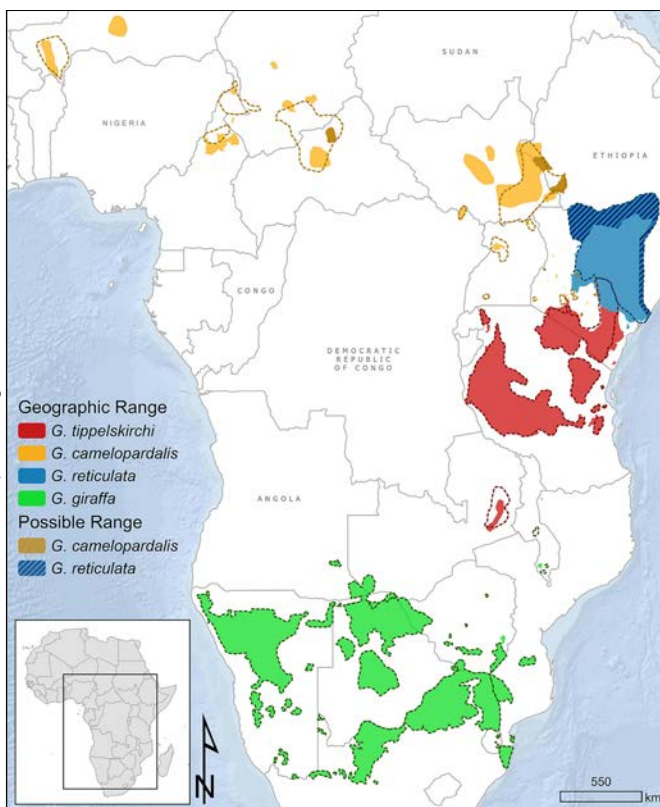 SUDAN
NIGERIA
ETHIOPIA
CONGO
DEMOCRATIC
REPUBLIC
OF CONGO
Geographic Range
G. tippelskirchi
G. camelopardalis
G. reticulata
G. giraffa
Possible Range
G. camelopardalis
G. reticulata
ANGOLA
N
550
km